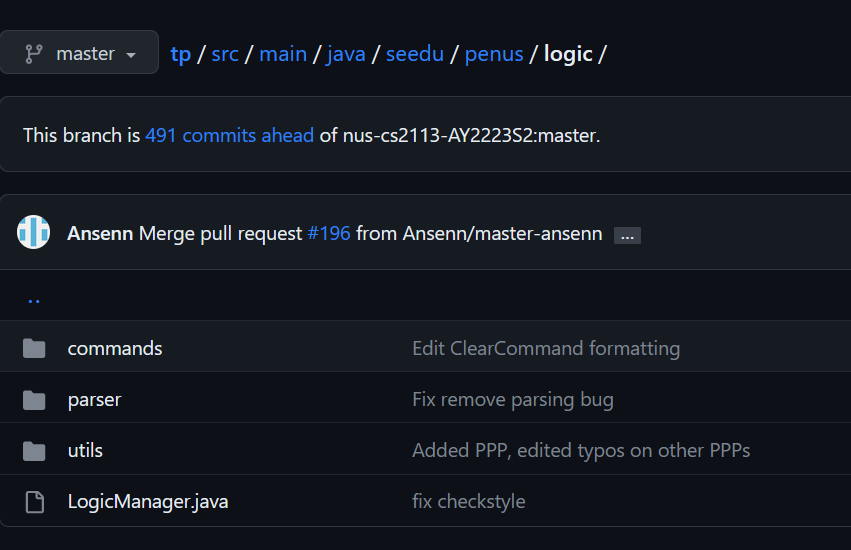 master tp / src / main / java / seedu / penus / logic /
This branch is 491 commits ahead of nus-cs2113-AY2223S2:master.
Ansenn Merge pull request #196 from Ansenn/master-ansenn ...
..
commands Edit ClearCommand formatting
parser Fix remove parsing bug
utils Added PPP, edited typos on other PPPs
LogicManager.java fix checkstyle